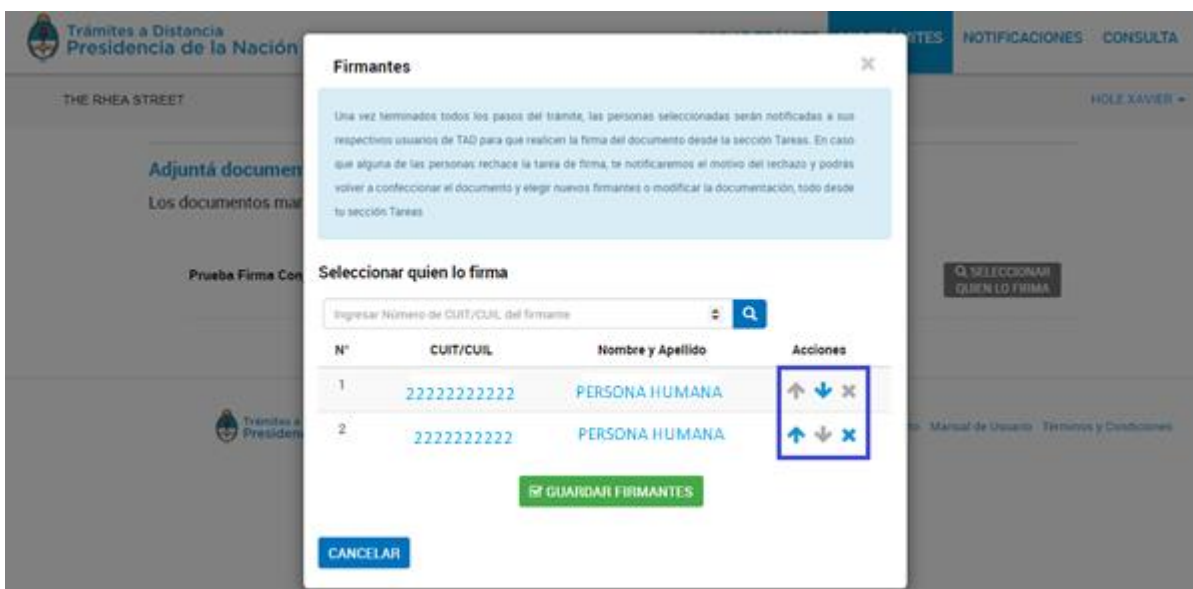 Trámites a Distancia
Presidencia de la Nación
ITES NOTIFICACIONES CONSULTA
THE RHEA STREET
HOLE XAVIER
Firmantes
×
Una vez terminados todos los pasos del trámite, las personas seleccionadas serán notificadas a sus
respectivos usuarios de TAD para que realicen la firma del documento desde la sección Tareas. En caso
que alguna de las personas rechace la tarea de firma, te notificaremos el motivo del rechazo y podrás
volver a confeccionar el documento y elegir nuevos firmantes o modificar la documentación, todo desde
tu sección Tareas
Adjuntá documen
Los documentos mar
Prueba Firma Con
SELECCIONAR
QUIEN LO FIRMA
Seleccionar quien lo firma
Ingresar Número de CUIT/CUIL del firmante
N° CUIT/CUIL Nombre y Apellido Acciones
1 22222222222 PERSONA HUMANA
2 2222222222 PERSONA HUMANA
GUARDAR FIRMANTES
CANCELAR
Trámites a
Presiden
Manual de Usuario Términos y Condiciones